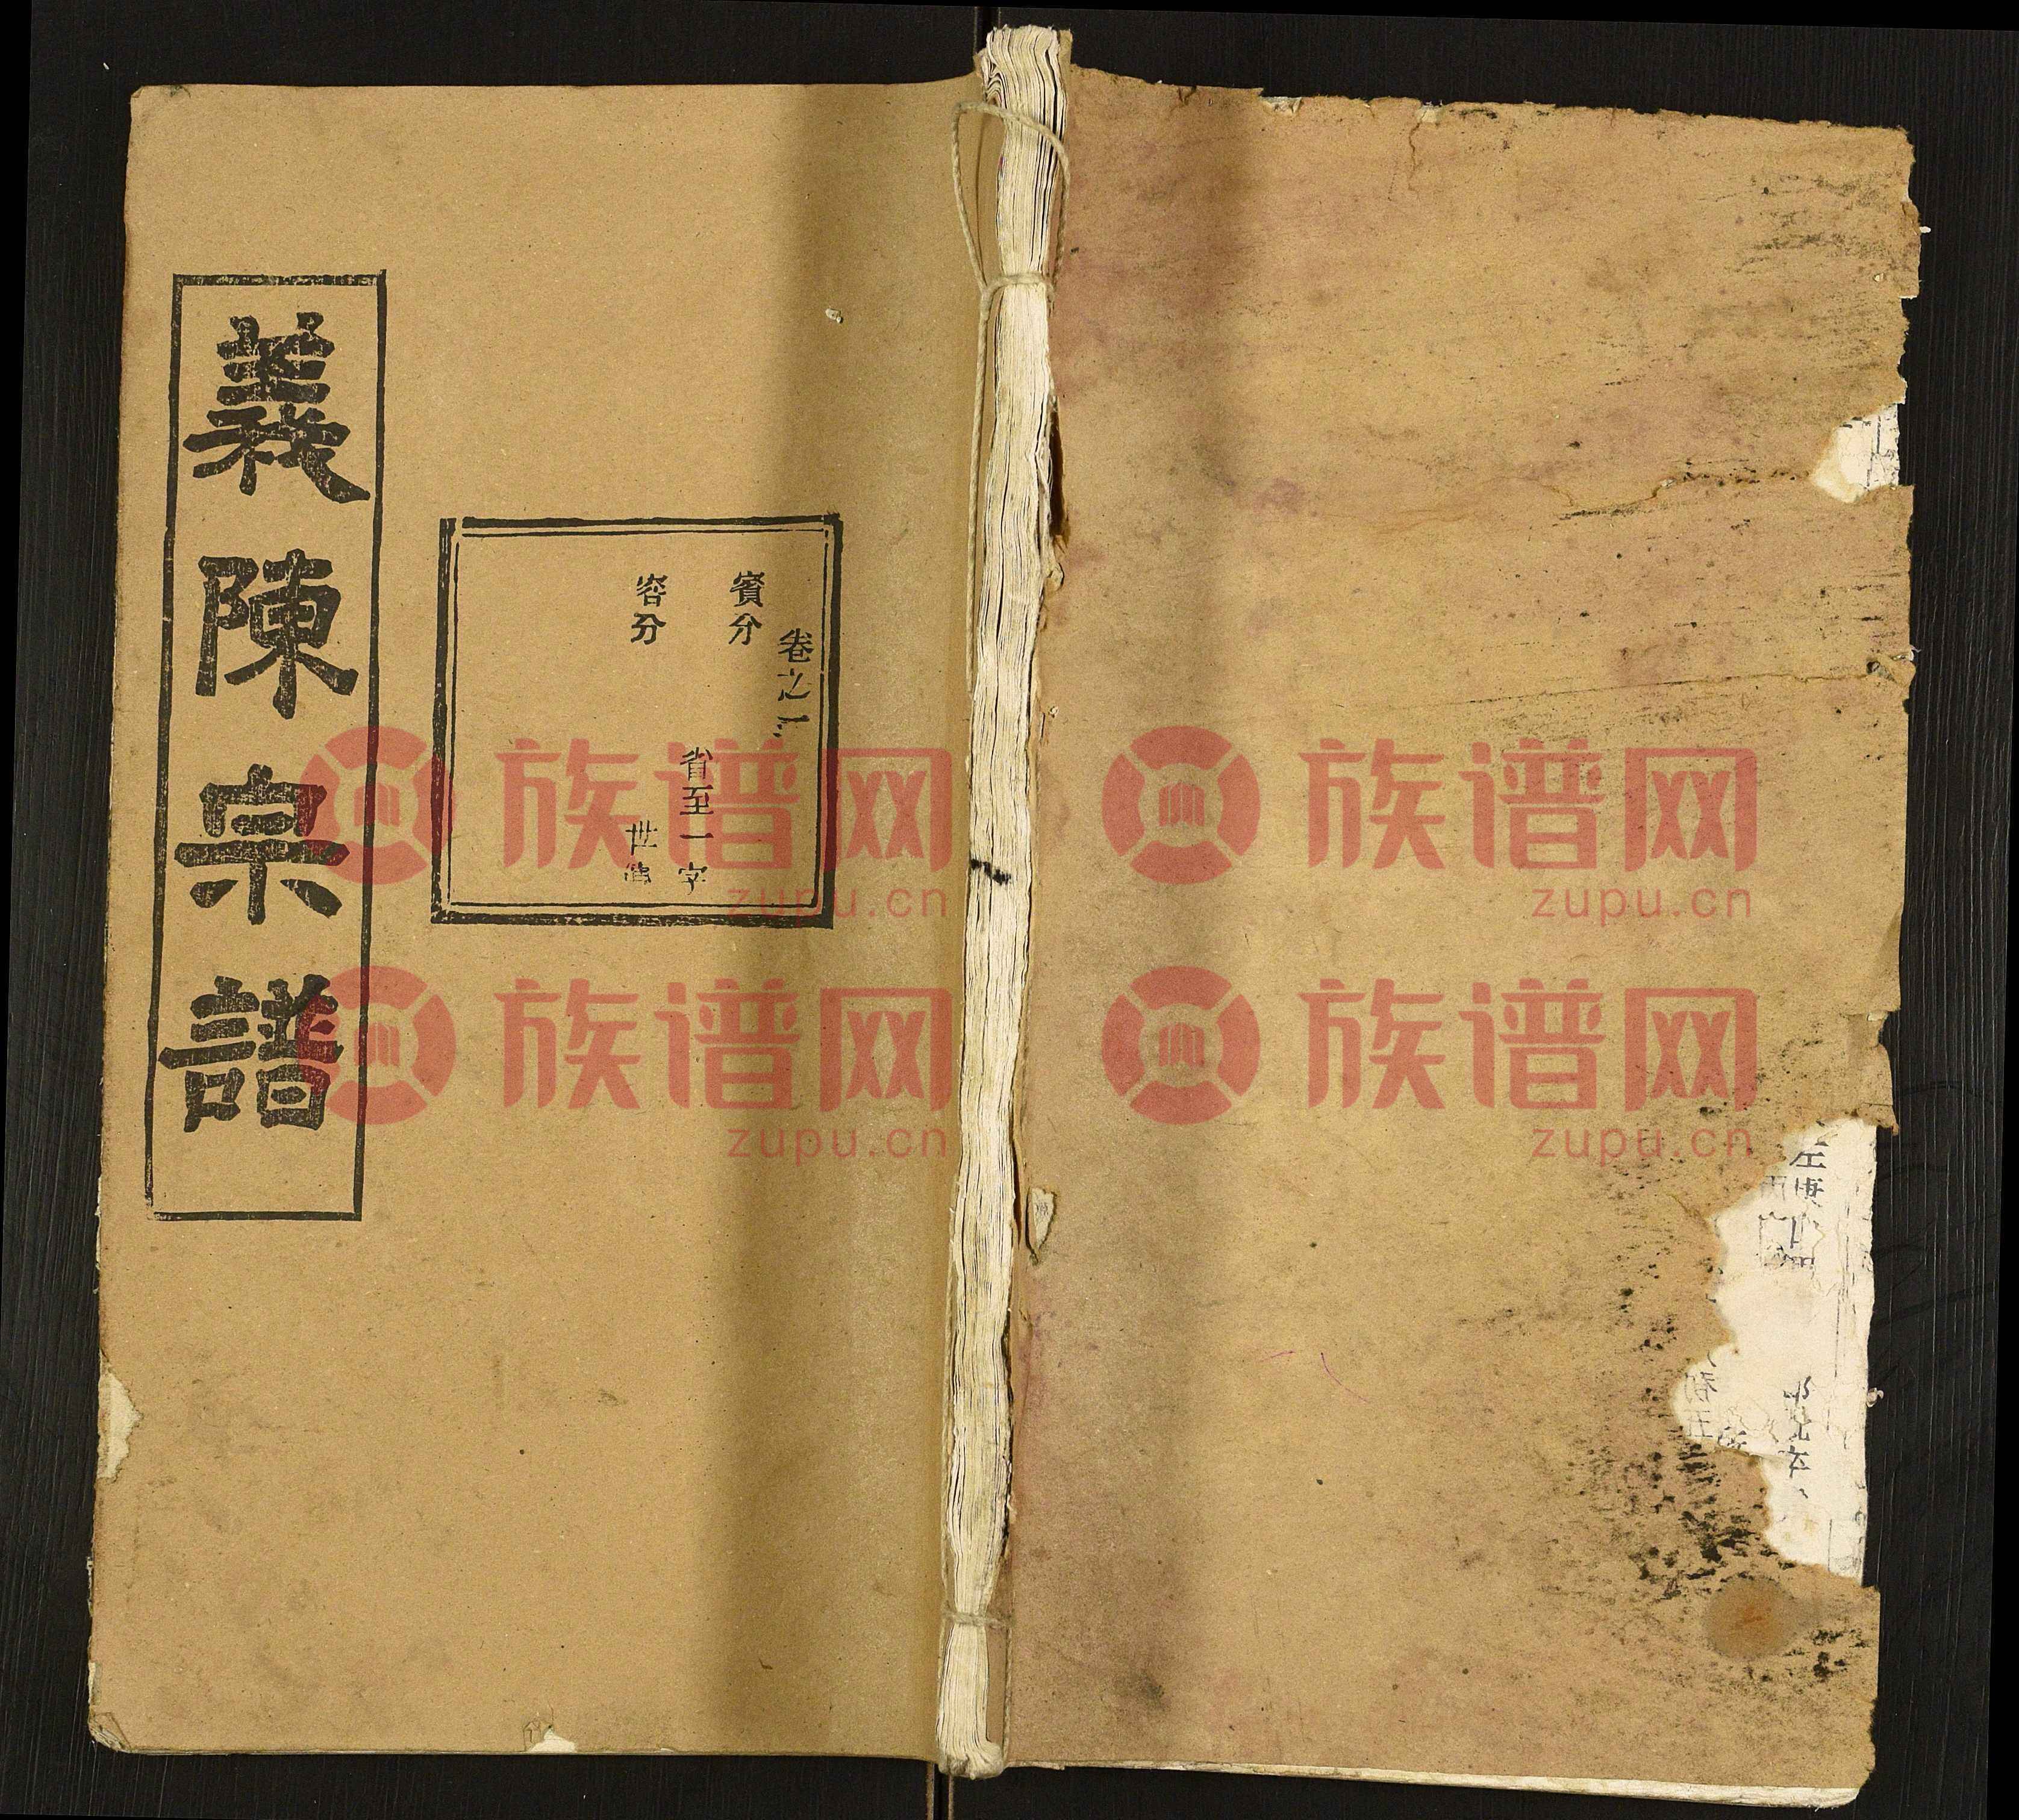 義陳宗譜
卷之
賓分
省至一字
容分
世
族谱网
zupu.cn
族谱网
zupu.cn
族谱网
zupu.cn
族谱网
zupu.cn